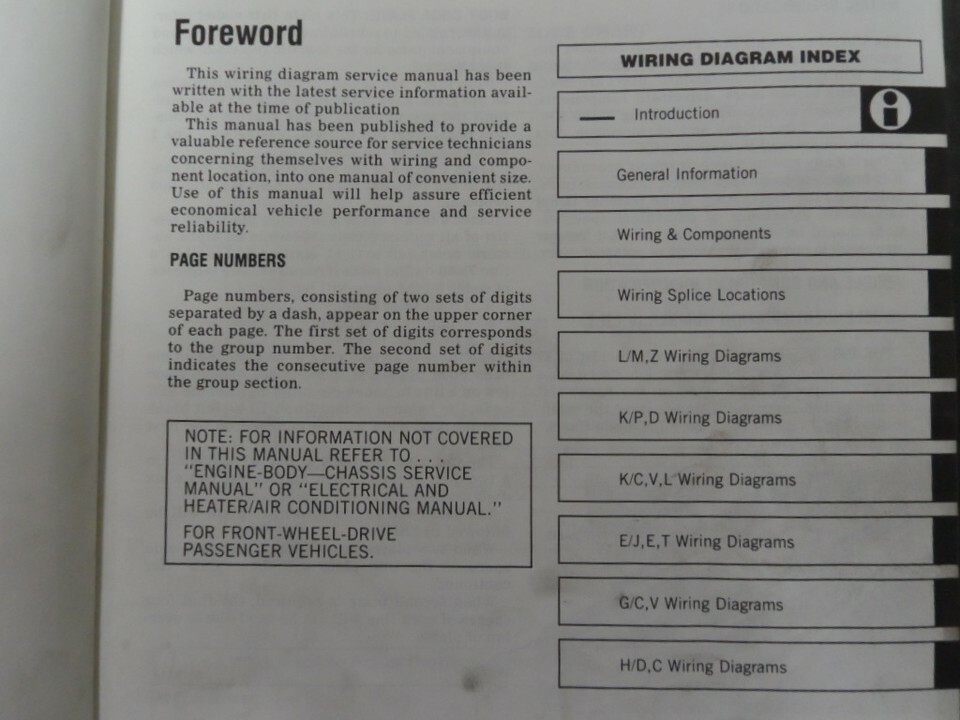 Foreword
This wiring diagram service manual has been
written with the latest service information avail-
able at the time of publication
This manual has been published to provide a
valuable reference source for service technicians
concerning themselves with wiring and compo-
nent location, into one manual of convenient size.
Use of this manual will help assure efficient
economical vehicle performance and service
reliability.
PAGE NUMBERS
Page numbers, consisting of two sets of digits
separated by a dash, appear on the upper corner
of each page. The first set of digits corresponds
to the group number. The second set of digits
indicates the consecutive page number within
the group section.
NOTE: FOR INFORMATION NOT COVERED
IN THIS MANUAL REFER TO . . .
“ENGINE-BODY—CHASSIS SERVICE
MANUAL” OR “ELECTRICAL AND
HEATER/AIR CONDITIONING MANUAL.”
FOR FRONT-WHEEL-DRIVE
PASSENGER VEHICLES.
WIRING DIAGRAM INDEX
Introduction
General Information
Wiring & Components
Wiring Splice Locations
L/M,Z Wiring Diagrams
K/P,D Wiring Diagrams
K/C,V,L Wiring Diagrams
E/J,E,T Wiring Diagrams
G/C,V Wiring Diagrams
H/D,C Wiring Diagrams